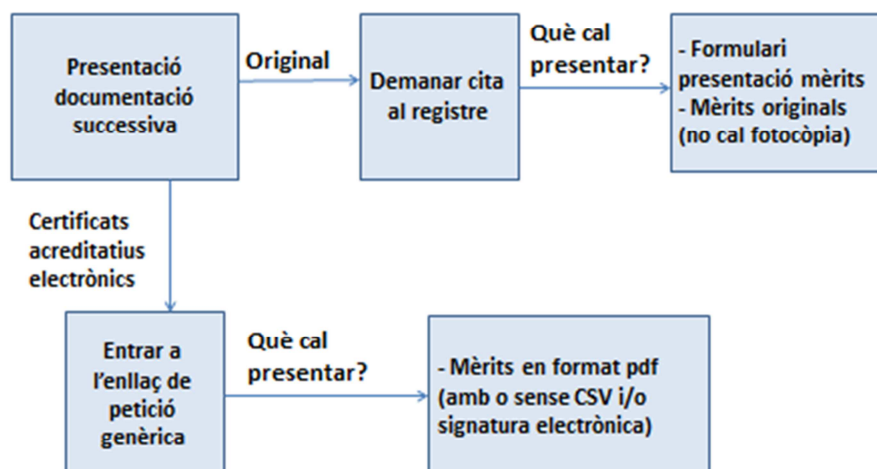 Presentació
documentació
successiva
Original
Demanar cita
al registre
Què cal
presentar?
- Formulari
presentació mèrits
- Mèrits originals
(no cal fotocòpia)
Certificats
acreditatius
electrònics
Entrar a
l'enllaç de
petició
genèrica
Què cal
presentar?
- Mèrits en format pdf
(amb o sense CSV i/o
signatura electrònica)